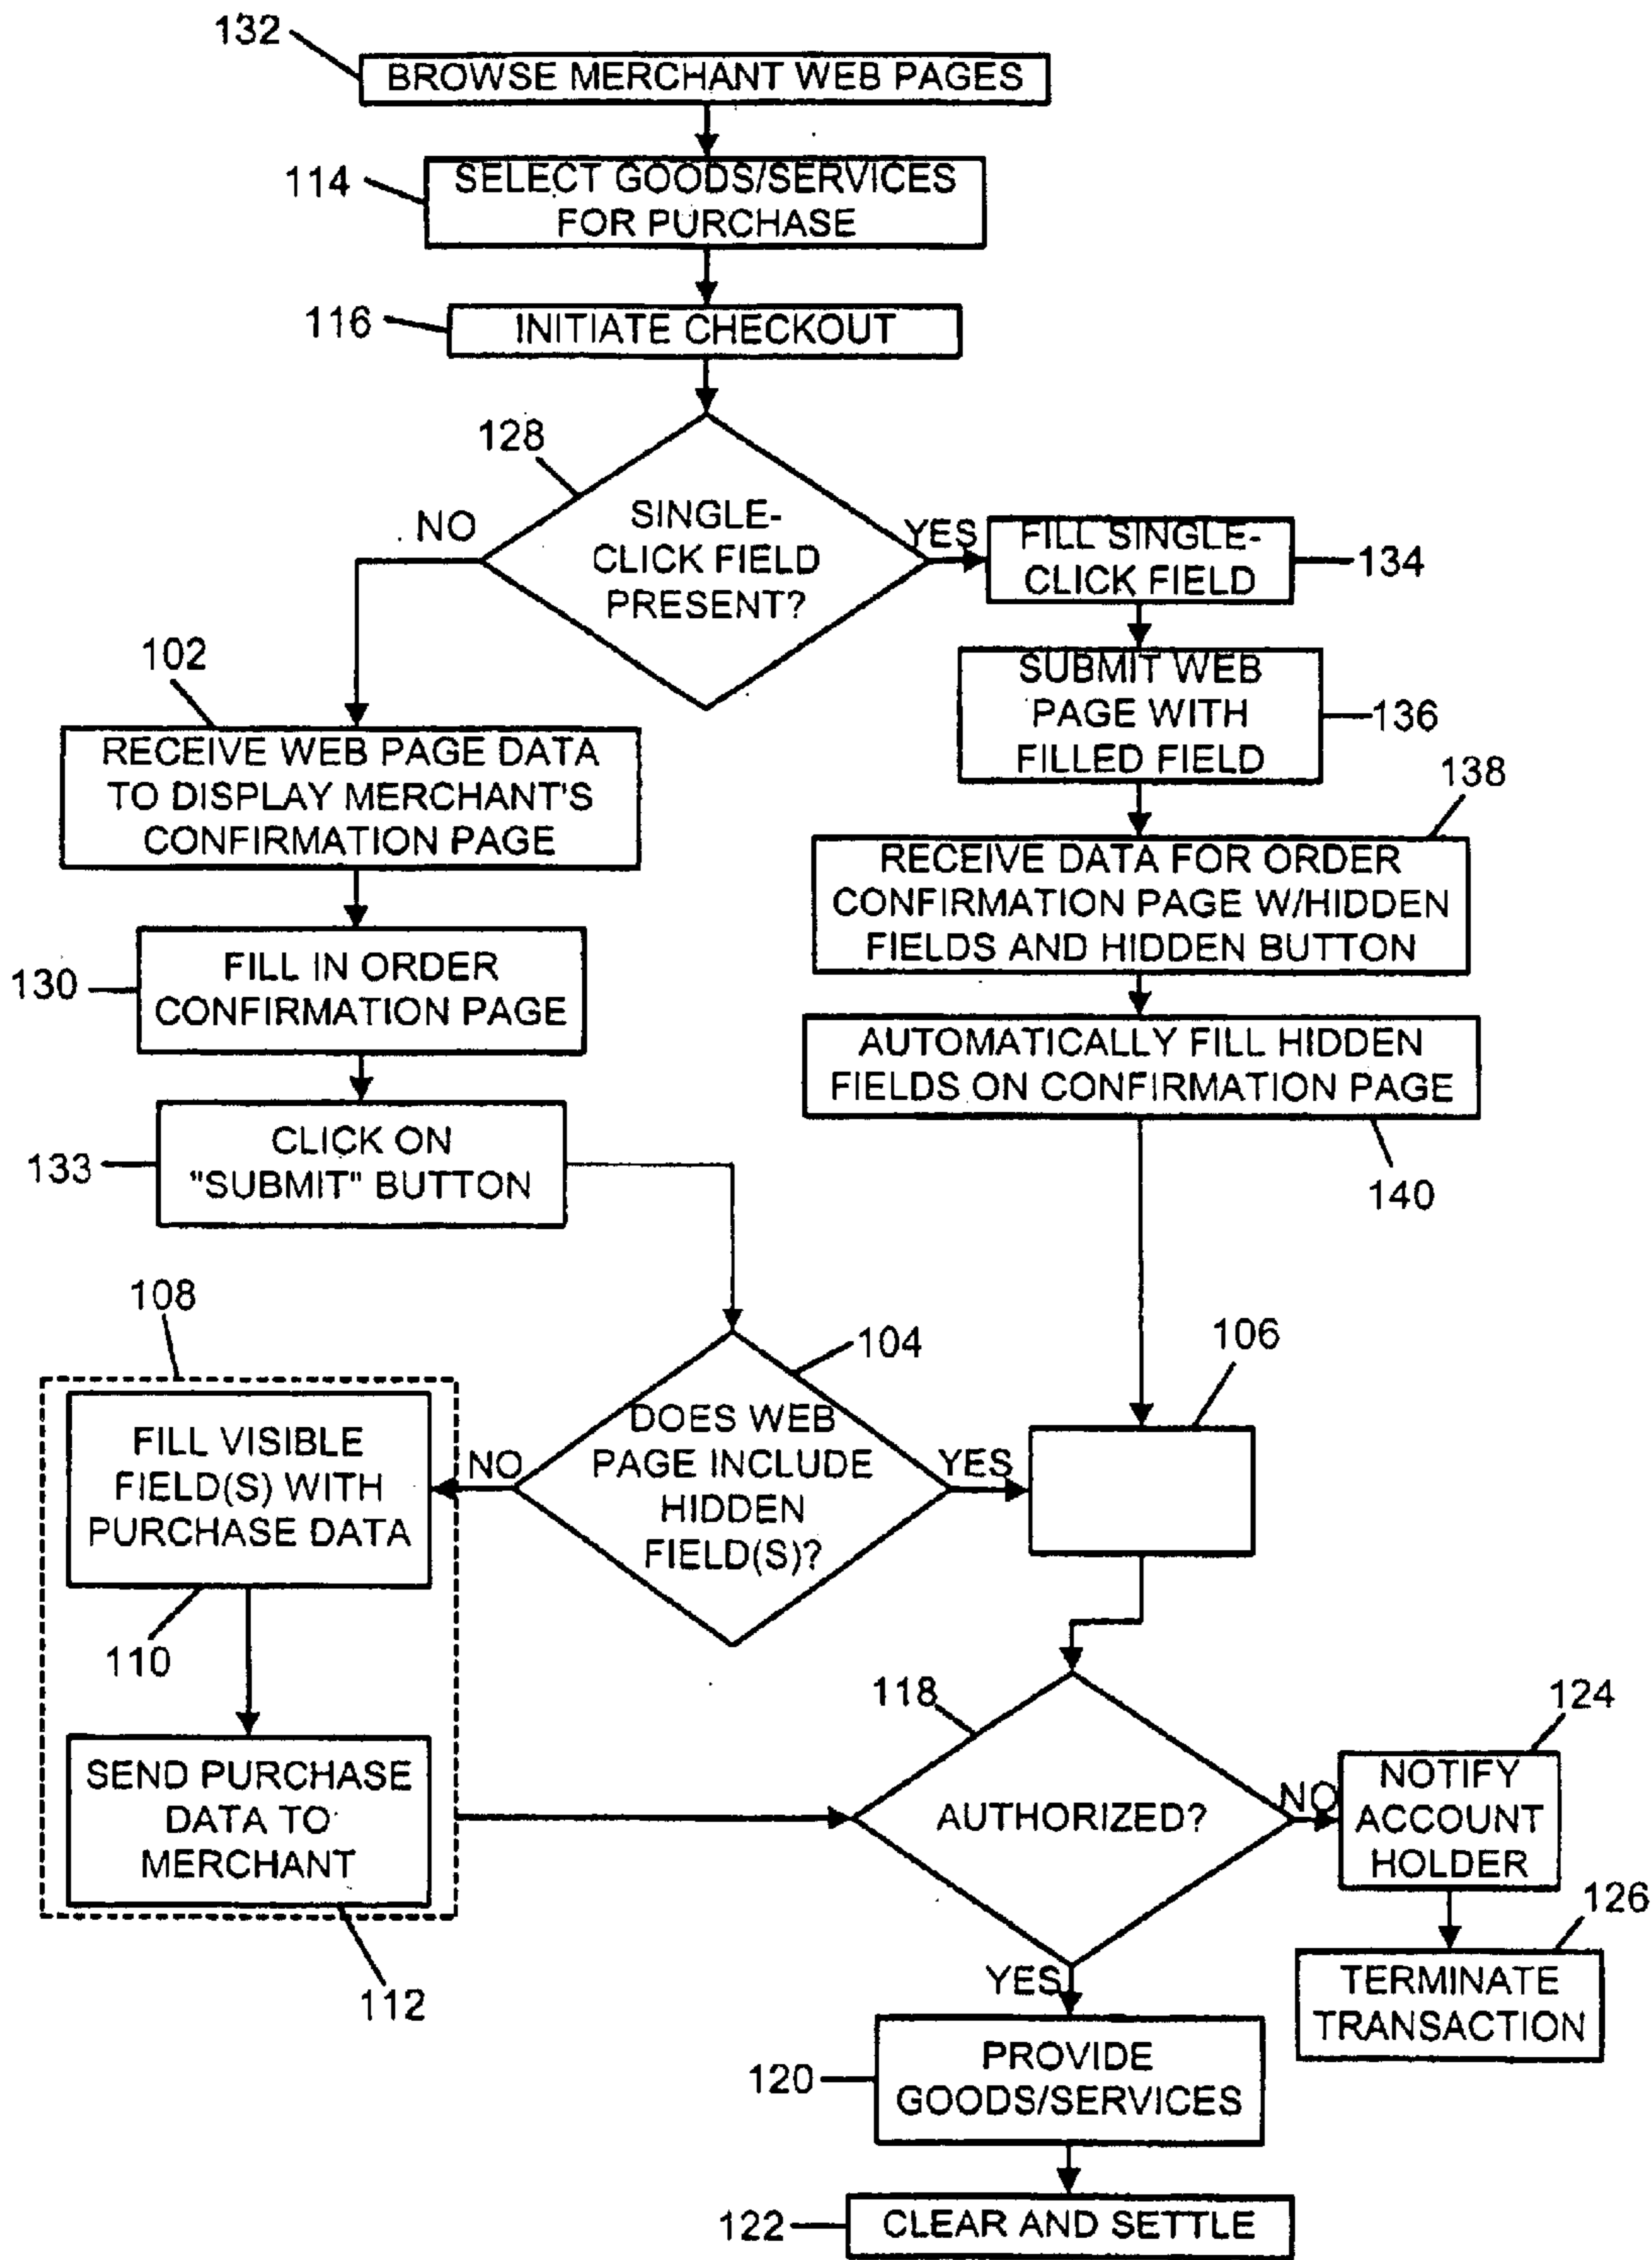 132
BROWSE MERCHANT WEB PAGES
114
SELECT GOODS/SERVICES
FOR PURCHASE
116
INITIATE CHECKOUT
128
SINGLE-
CLICK FIELD
PRESENT?
NO
YES
FILL SINGLE-
CLICK FIELD
134
SUBMIT WEB
PAGE WITH
FILLED FIELD
136
102
RECEIVE WEB PAGE DATA
TO DISPLAY MERCHANT'S
CONFIRMATION PAGE
138
RECEIVE DATA FOR ORDER
CONFIRMATION PAGE W/HIDDEN
FIELDS AND HIDDEN BUTTON
130
FILL IN ORDER
CONFIRMATION PAGE
AUTOMATICALLY FILL HIDDEN
FIELDS ON CONFIRMATION PAGE
140
133
CLICK ON
"SUBMIT" BUTTON
108
104
106
FILL VISIBLE
FIELD(S) WITH
PURCHASE DATA
NO
DOES WEB
PAGE INCLUDE
HIDDEN
FIELD(S)?
YES
110
118
124
SEND PURCHASE
DATA TO
MERCHANT
AUTHORIZED?
NO
NOTIFY
ACCOUNT
HOLDER
126
112
YES
TERMINATE
TRANSACTION
120
PROVIDE
GOODS/SERVICES
122
CLEAR AND SETTLE